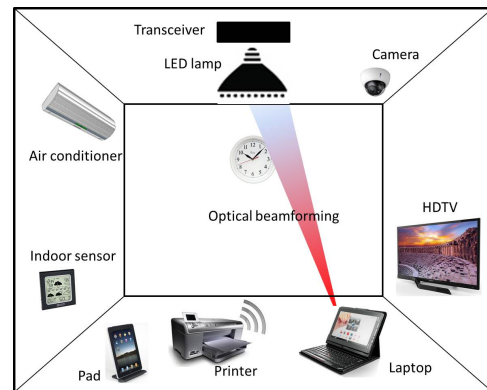 Transceiver
LED lamp
Camera
Air conditioner
Optical beamforming
HDTV
Indoor sensor
Pad
Printer
Laptop